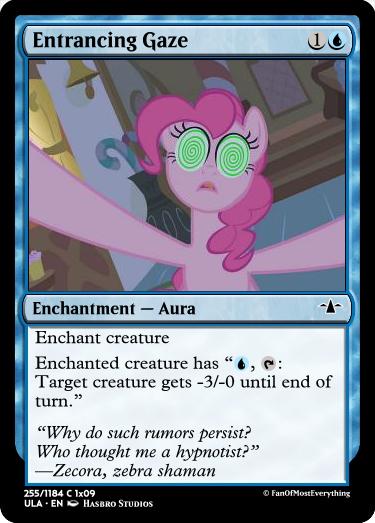 Entrancing Gaze 1
Enchantment — Aura
Enchant creature
Enchanted creature has “, :
Target creature gets -3/-0 until end of
turn.”
“Why do such rumors persist?
Who thought me a hypnotist?”
—Zecora, zebra shaman
255/1184 C 1x09
ULA • EN Hasbro Studios
© FanOfMostEverything